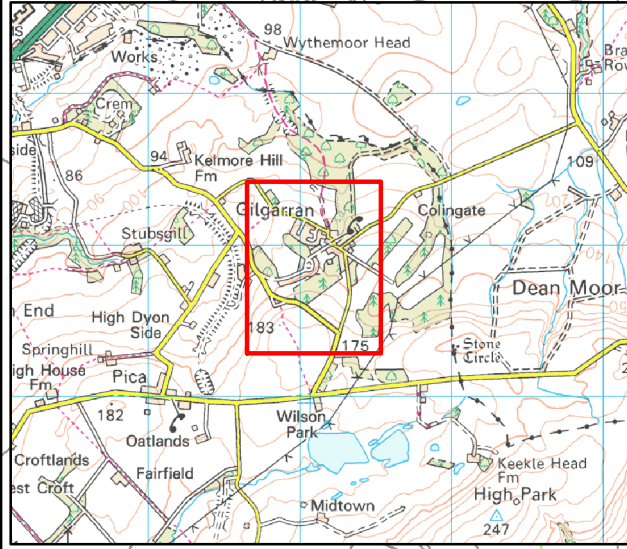 98
Wythemoor Head
Works
Crem
side
94
Kelmore Hill
Fm
109
86
Gilgarran
Colingate
Stubsgill
Dean Moor
End
High Dyon
Side
183
175
Stone
Circle
Springhill
igh House
Fm
Pica
182
Wilson
Park
Oatlands
Croftlands
Fairfield
est Croft
Keekle Head
Fm
High Park
Midtown
247